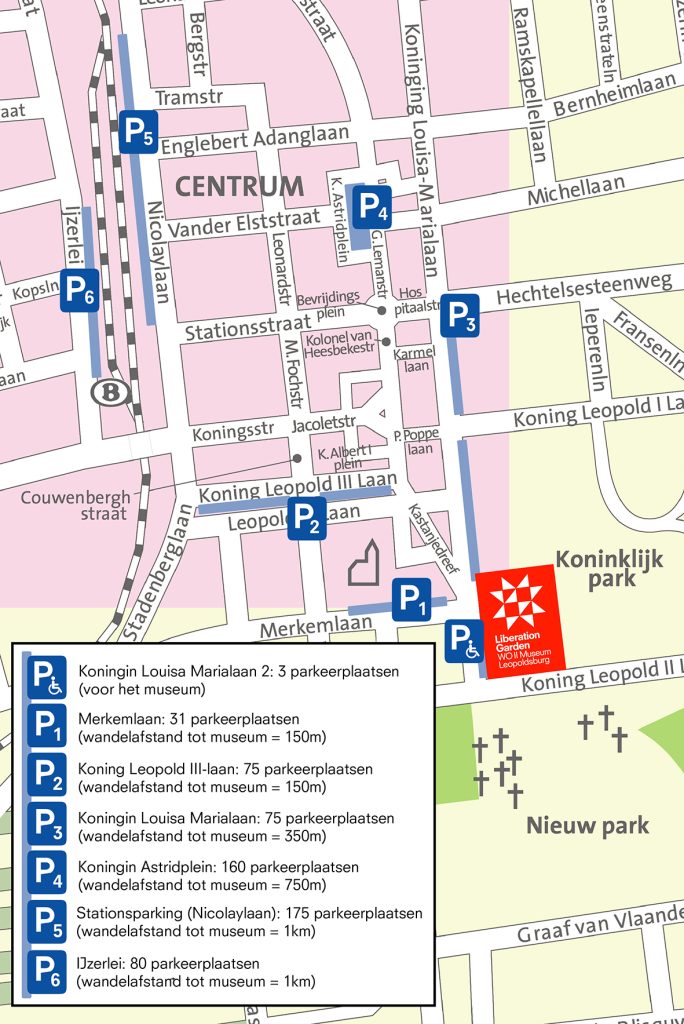 Bergstr
straat
Koningin Louisa-Marialaan
Ramskapellelaan
eenstrateln
Bernheimlaan
Tramstr
aat
P5
Englebert Adanglaan
CENTRUM
Michellaan
K. Astridplein
P4
G. Lemanstr
IJzerlei
Nicolaylaan
Vander Elststraat
Leonardstr
P6
Kopsln
jk
Hechtelsesteenweg
Bevrijdings
plein
Hos
pitaalstr
P3
Stationsstraat
Kolonel van
Heesbekestr
Karmel
laan
M.Fochstr
Ieperenln
Fransenln
aan
8
Koning Leopold I La
Koningsstr
Jacoletstr
P. Poppe
laan
K.Albert I
plein
Couwenbergh
straat
Koning Leopold III Laan
Leopold
laan
P2
Kastanjedreef
Stadenberglaan
Koninklijk
park
P1
Merkemlaan
P
Liberation
Garden
WO II Museum
Leopoldsburg
Koning Leopold II L
P Koningin Louisa Marialaan 2: 3 parkeerplaatsen
(voor het museum)
P1 Merkemlaan: 31 parkeerplaatsen
(wandelafstand tot museum = 150m)
P2 Koning Leopold III-laan: 75 parkeerplaatsen
(wandelafstand tot museum = 150m)
P3 Koningin Louisa Marialaan: 75 parkeerplaatsen
(wandelafstand tot museum = 350m)
P4 Koningin Astridplein: 160 parkeerplaatsen
(wandelafstand tot museum = 750m)
P5 Stationsparking (Nicolaylaan): 175 parkeerplaatsen
(wandelafstand tot museum = 1km)
P6 IJzerlei: 80 parkeerplaatsen
(wandelafstand tot museum = 1km)
Nieuw park
Graaf van Vlaande